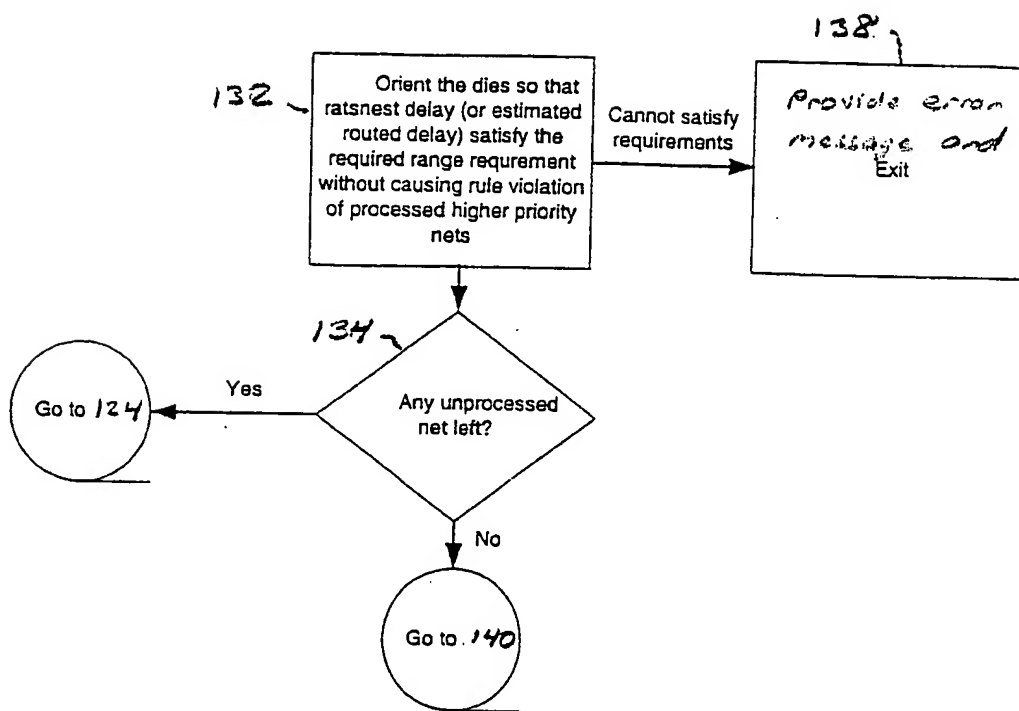 138
132
Orient the dies so that
ratsnest delay (or estimated
routed delay) satisfy the
required range requrement
without causing rule violation
of processed higher priority
nets
Cannot satisfy
requirements
Provide error
message and
Exit
134
Any unprocessed
net left?
Yes
Go to 124
No
Go to 140